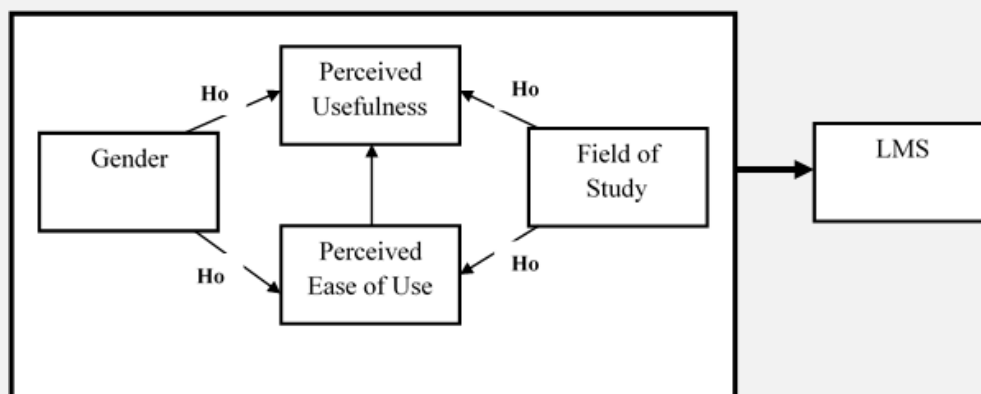 Perceived
Usefulness
Ho
Ho
Gender
Field of
Study
LMS
Perceived
Ease of Use
Ho
Ho